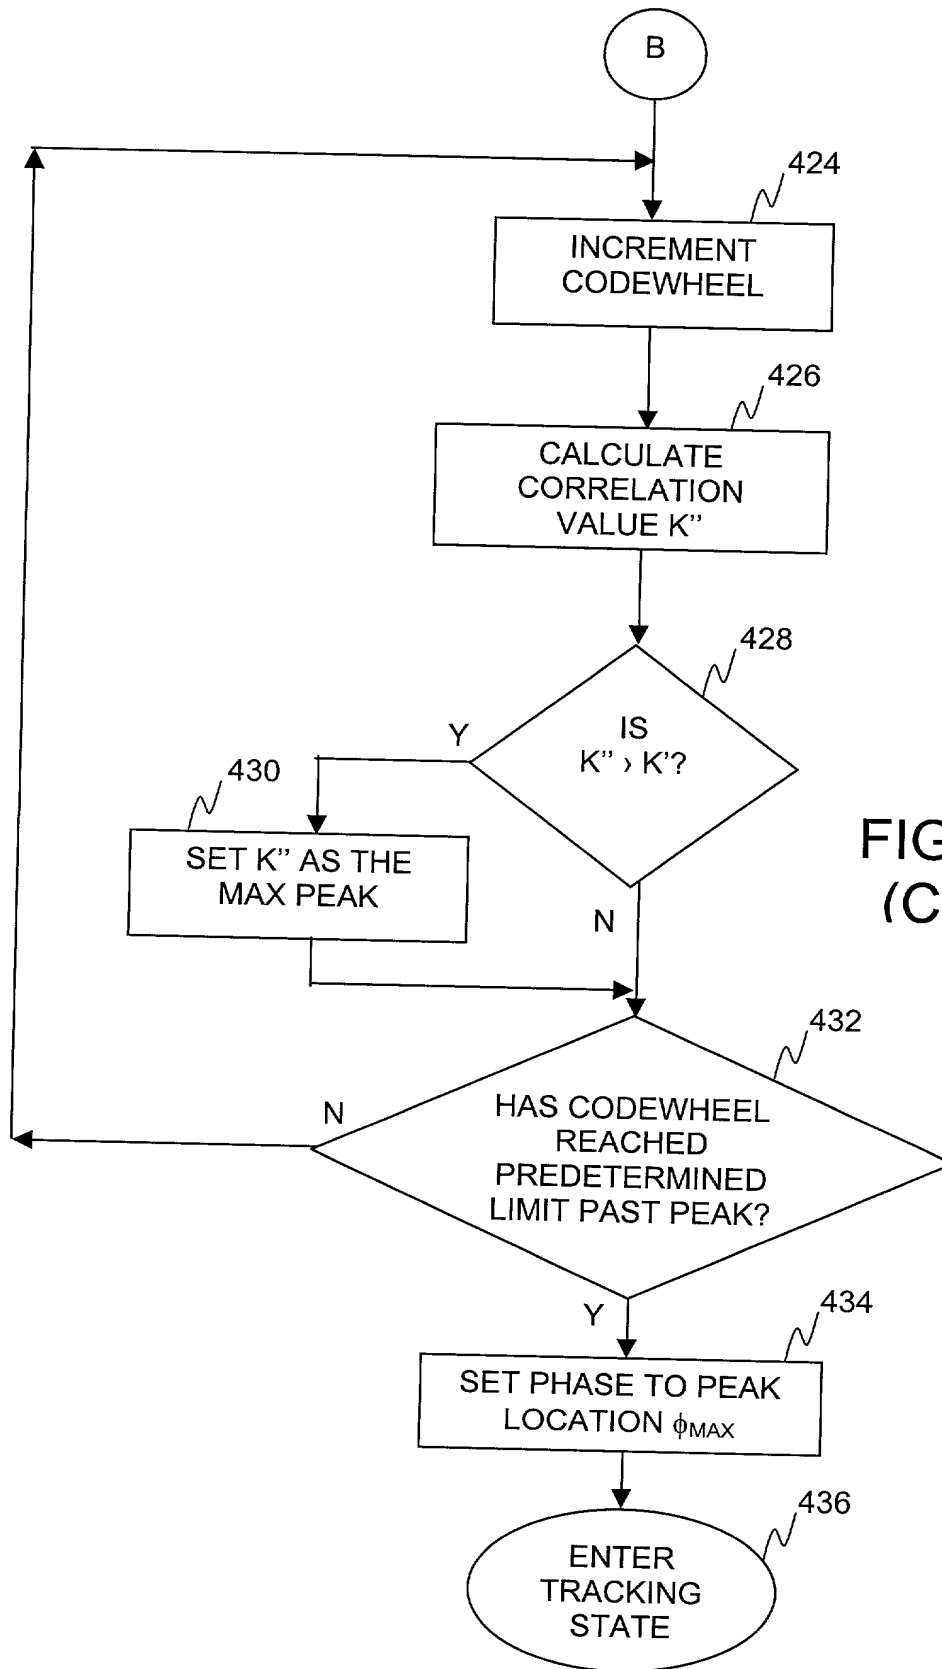 B
424
INCREMENT
CODEWHEEL
426
CALCULATE
CORRELATION
VALUE K''
428
IS
K'' › K'?
Y
430
SET K'' AS THE
MAX PEAK
N
FIG
(C
432
HAS CODEWHEEL
REACHED
PREDETERMINED
LIMIT PAST PEAK?
N
Y
434
SET PHASE TO PEAK
LOCATION ϕMAX
436
ENTER
TRACKING
STATE